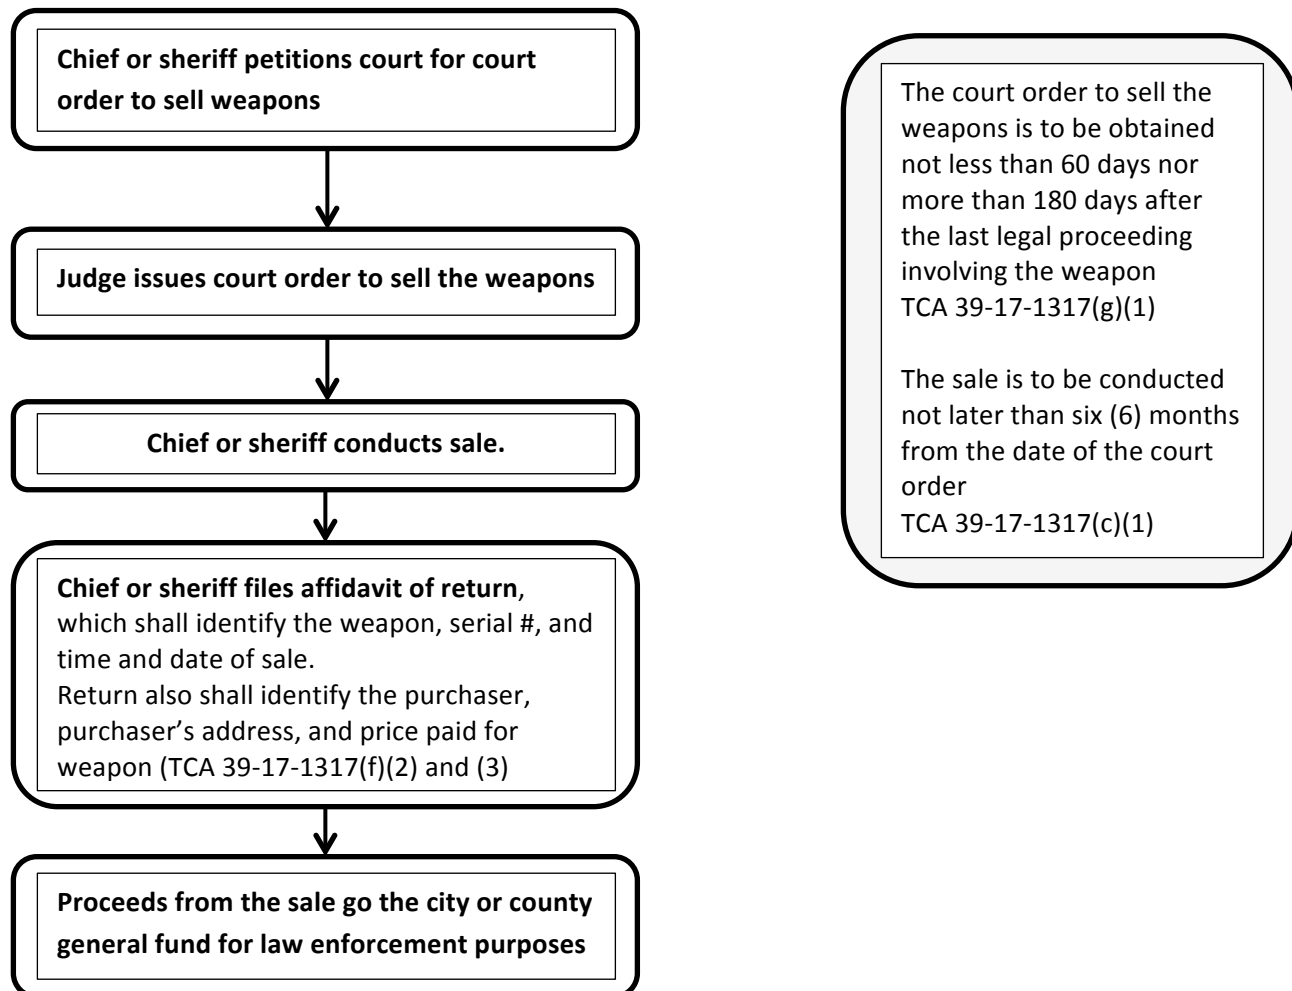 Chief or sheriff petitions court for court
order to sell weapons
Judge issues court order to sell the weapons
Chief or sheriff conducts sale.
Chief or sheriff files affidavit of return,
which shall identify the weapon, serial #, and
time and date of sale.
Return also shall identify the purchaser,
purchaser’s address, and price paid for
weapon (TCA 39-17-1317(f)(2) and (3)
Proceeds from the sale go the city or county
general fund for law enforcement purposes
The court order to sell the
weapons is to be obtained
not less than 60 days nor
more than 180 days after
the last legal proceeding
involving the weapon
TCA 39-17-1317(g)(1)
The sale is to be conducted
not later than six (6) months
from the date of the court
order
TCA 39-17-1317(c)(1)